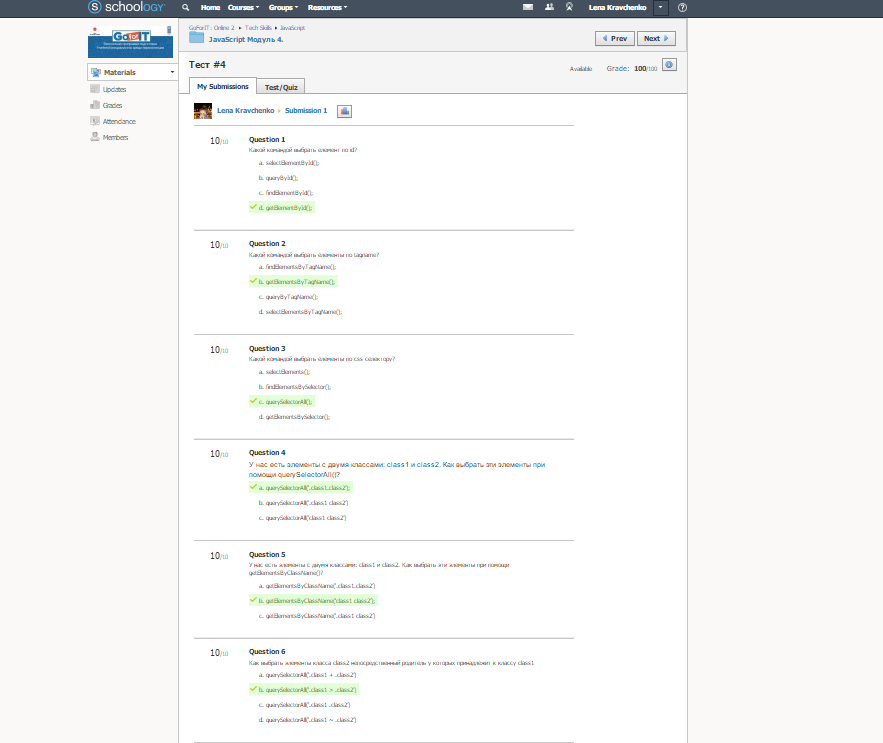 schoology
Home Courses Groups Resources Lena Kravchenko
GoForIT: Online 2 ▸ Tech Skills ▸ JavaScript
JavaScript Модуль 4.
Prev Next
GoforIT
Тест #4
Available Grade: 100/100
Materials
Updates
Grades
Attendance
Members
My Submissions Test/Quiz
Lena Kravchenko ▸ Submission 1
10/10 Question 1
Какой командой выбрать элемент по id?
a. selectElementById();
b. queryById();
c. findElementById();
d. getElementById();
10/10 Question 2
Какой командой выбрать елементы по tagname?
a. findElementsByTagName();
b. getElementsByTagName();
c. queryByTagName();
d. selectElementsByTagName();
10/10 Question 3
Какой командой выбрать елементы по css селектору?
a. selectElements();
b. findElementsBySelector();
c. querySelectorAll();
d. getElementsBySelector();
10/10 Question 4
У нас есть элементы с двумя классами: class1 и class2. Как выбрать эти элементы при
помощи querySelectorAll()?
a. querySelectorAll('.class1.class2');
b. querySelectorAll('.class1 class2')
c. querySelectorAll('class1 class2')
10/10 Question 5
У нас есть элементы с двумя классами: class1 и class2. Как выбрать эти элементы при помощи
getElementsByClassName()?
a. getElementsByClassName('.class1.class2')
b. getElementsByClassName('class1 class2');
c. getElementsByClassName('.class1 class2')
10/10 Question 6
Как выбрать элементы класса class2 непосредственный родитель у которых принадлежит к классу class1
a. querySelectorAll('.class1 + .class2')
b. querySelectorAll('.class1 > .class2')
c. querySelectorAll('.class1 .class2')
d. querySelectorAll('.class1 ~ .class2')